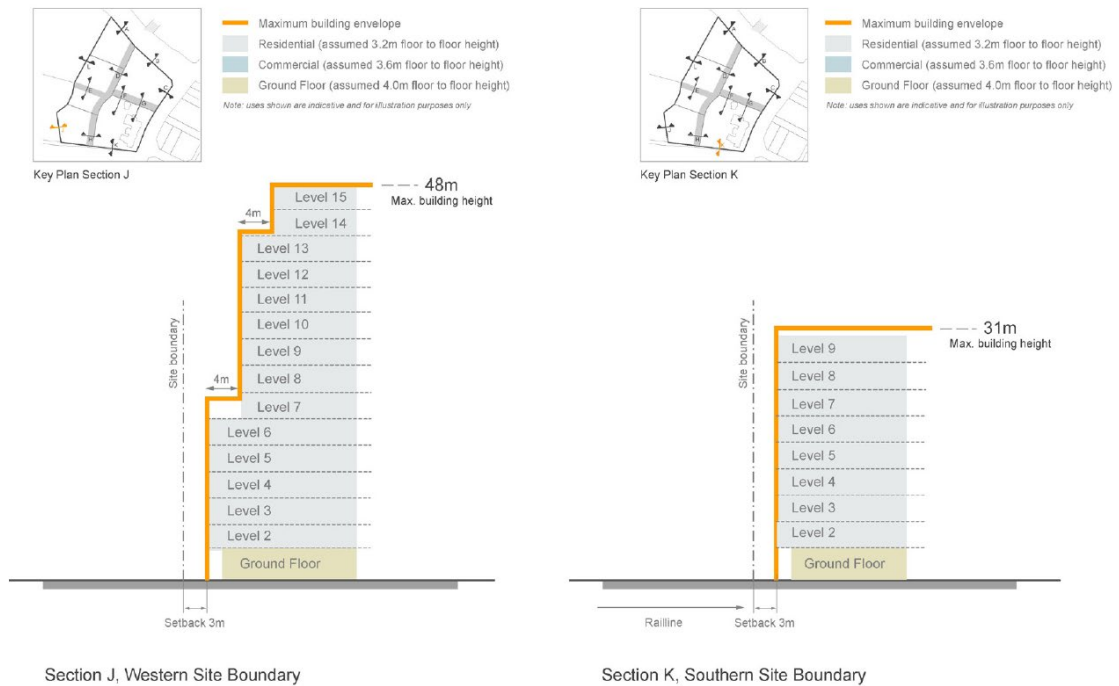 Maximum building envelope
Residential (assumed 3.2m floor to floor height)
Commercial (assumed 3.6m floor to floor height)
Ground Floor (assumed 4.0m floor to floor height)
Note: uses shown are indicative and for illustration purposes only
Key Plan Section J
48m
Max. building height
4m
Level 15
Level 14
Level 13
Level 12
Level 11
Level 10
Level 9
4m
Level 8
Level 7
Level 6
Level 5
Level 4
Level 3
Level 2
Ground Floor
Site boundary
Setback 3m
Section J, Western Site Boundary
Maximum building envelope
Residential (assumed 3.2m floor to floor height)
Commercial (assumed 3.6m floor to floor height)
Ground Floor (assumed 4.0m floor to floor height)
Note: uses shown are indicative and for illustration purposes only
Key Plan Section K
31m
Max. building height
Level 9
Level 8
Level 7
Level 6
Level 5
Level 4
Level 3
Level 2
Ground Floor
Site boundary
Railline
Setback 3m
Section K, Southern Site Boundary